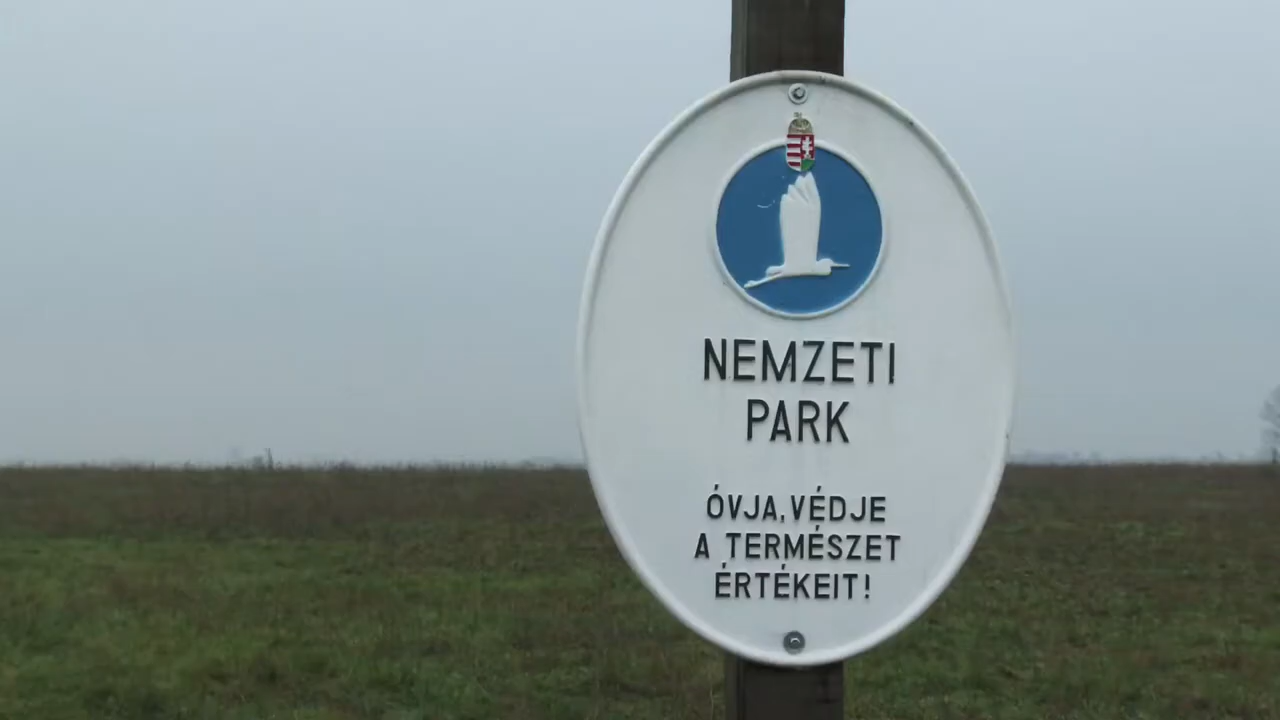 NEMZETI
PARK
ÓVJA, VÉDJE
A TERMÉSZET
ÉRTÉKEIT!